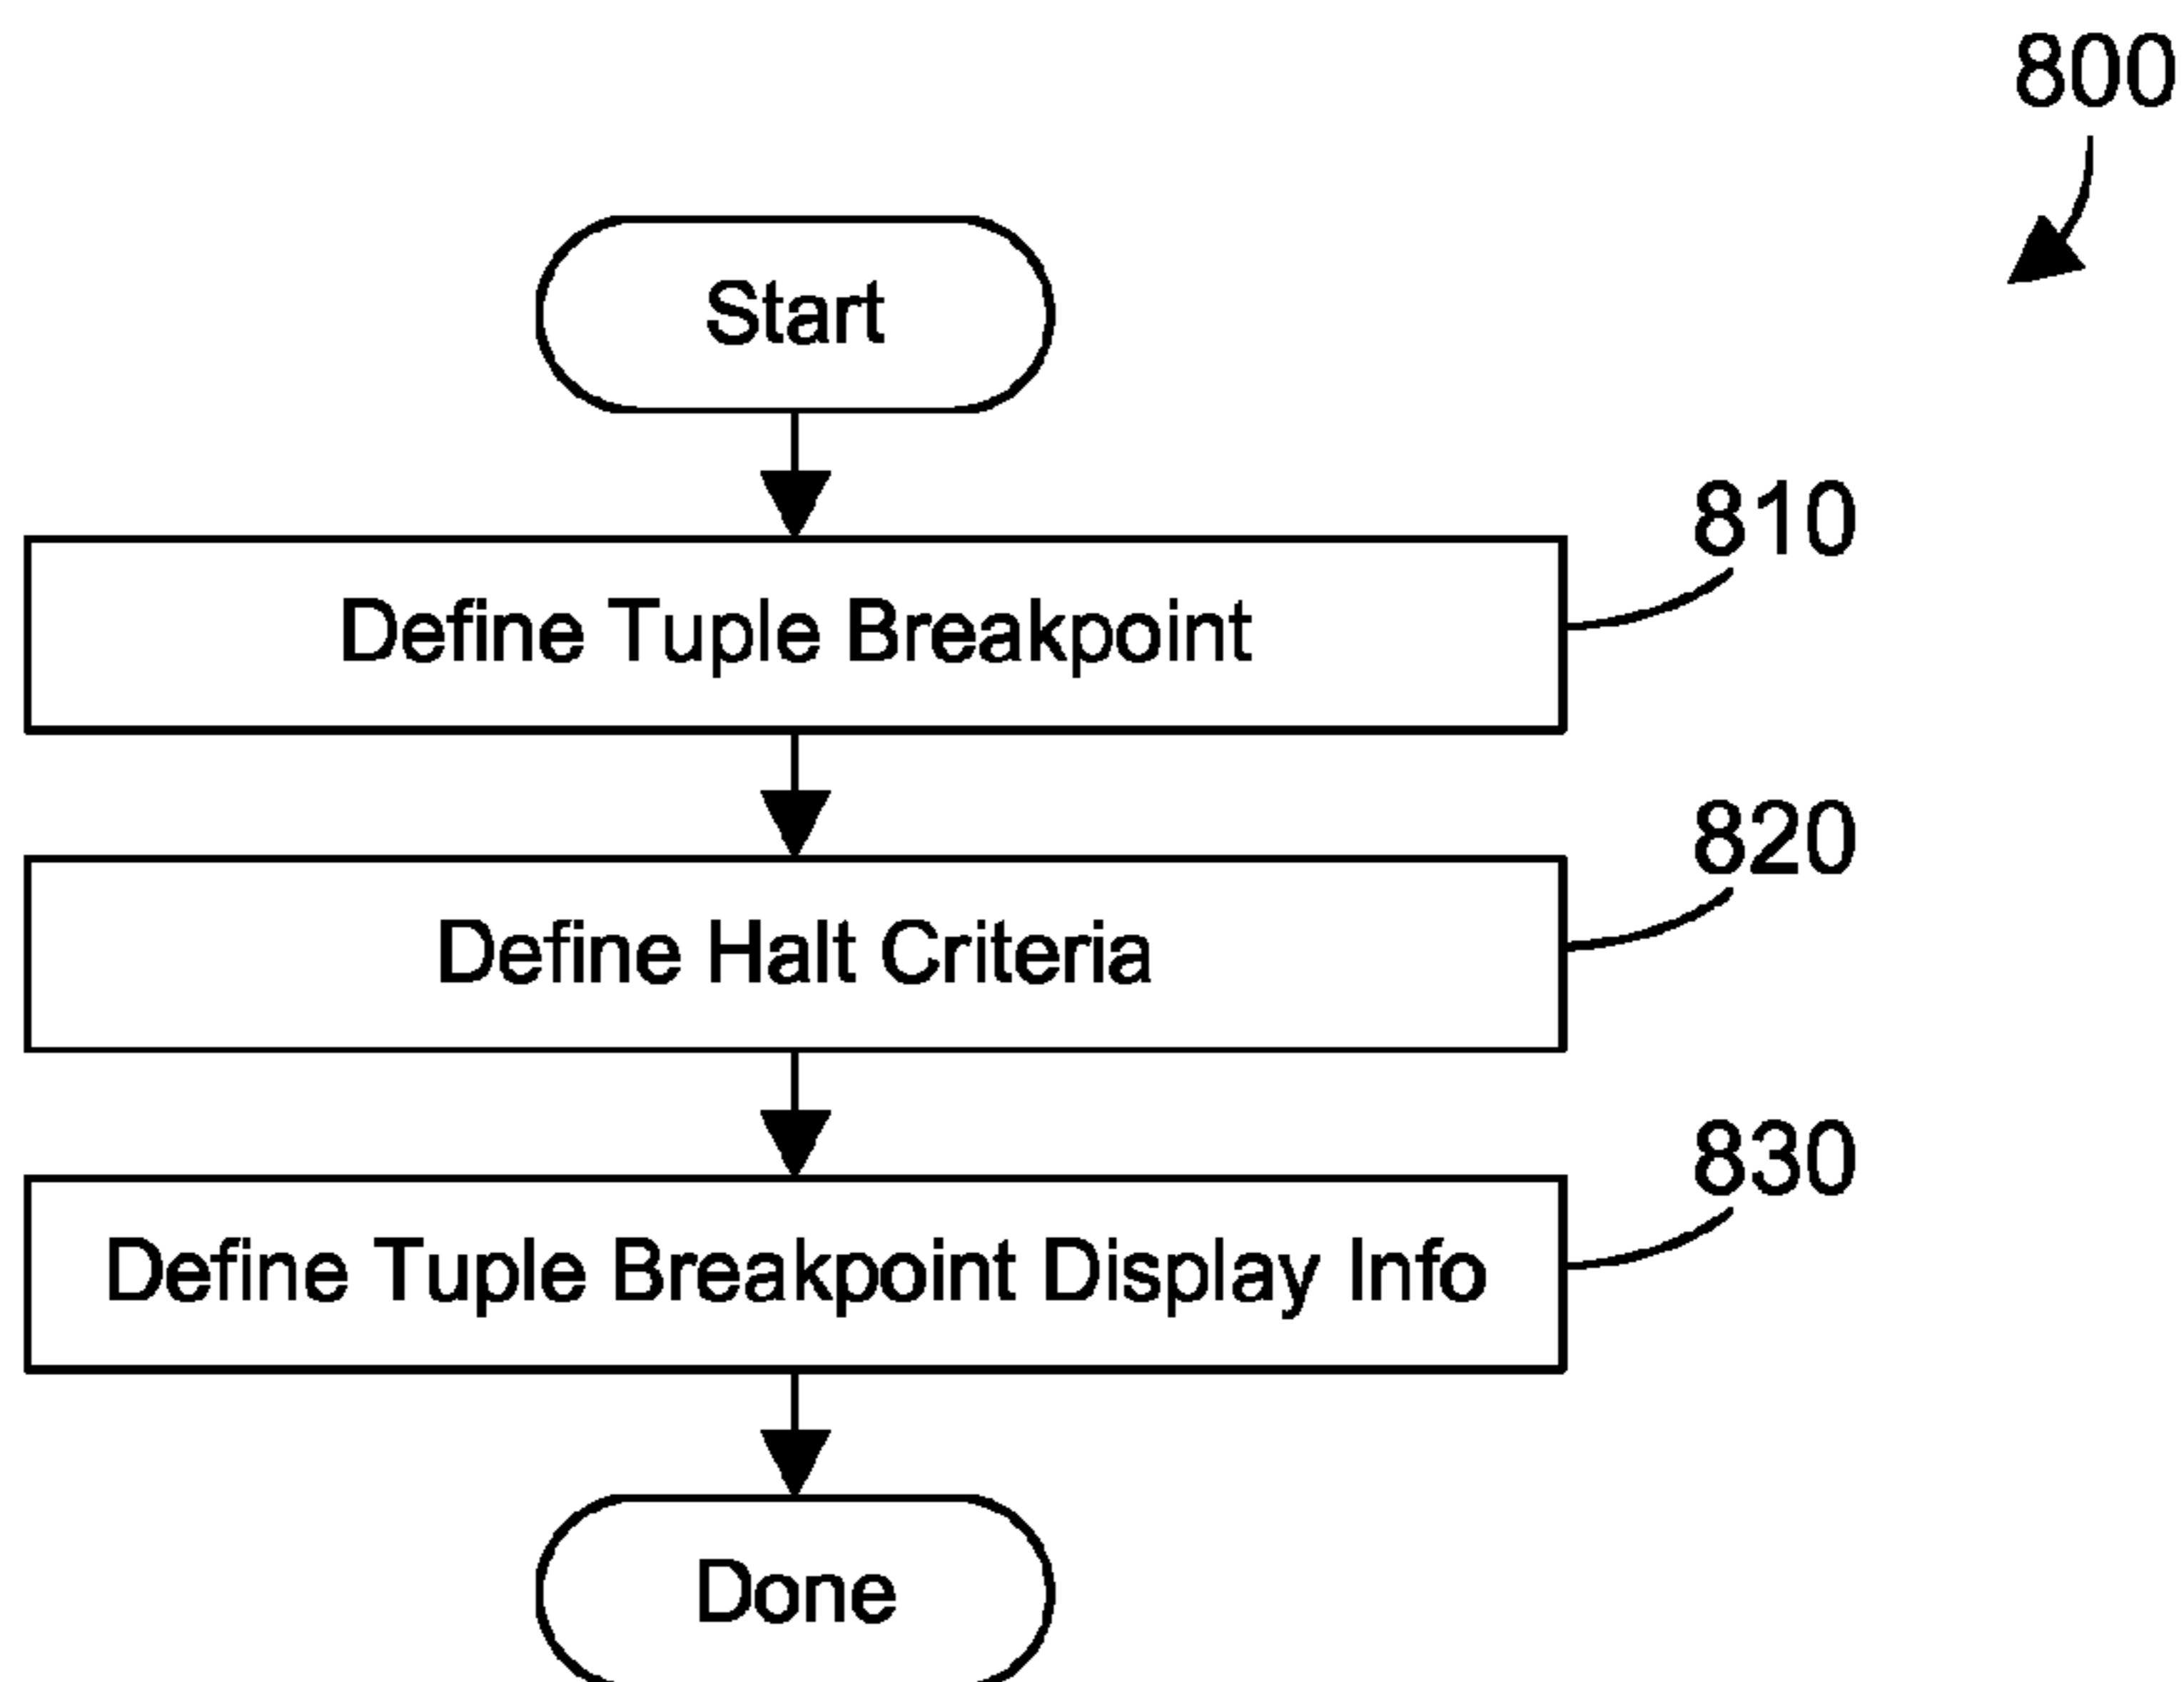 800
Start
810
Define Tuple Breakpoint
820
Define Halt Criteria
830
Define Tuple Breakpoint Display Info
Done